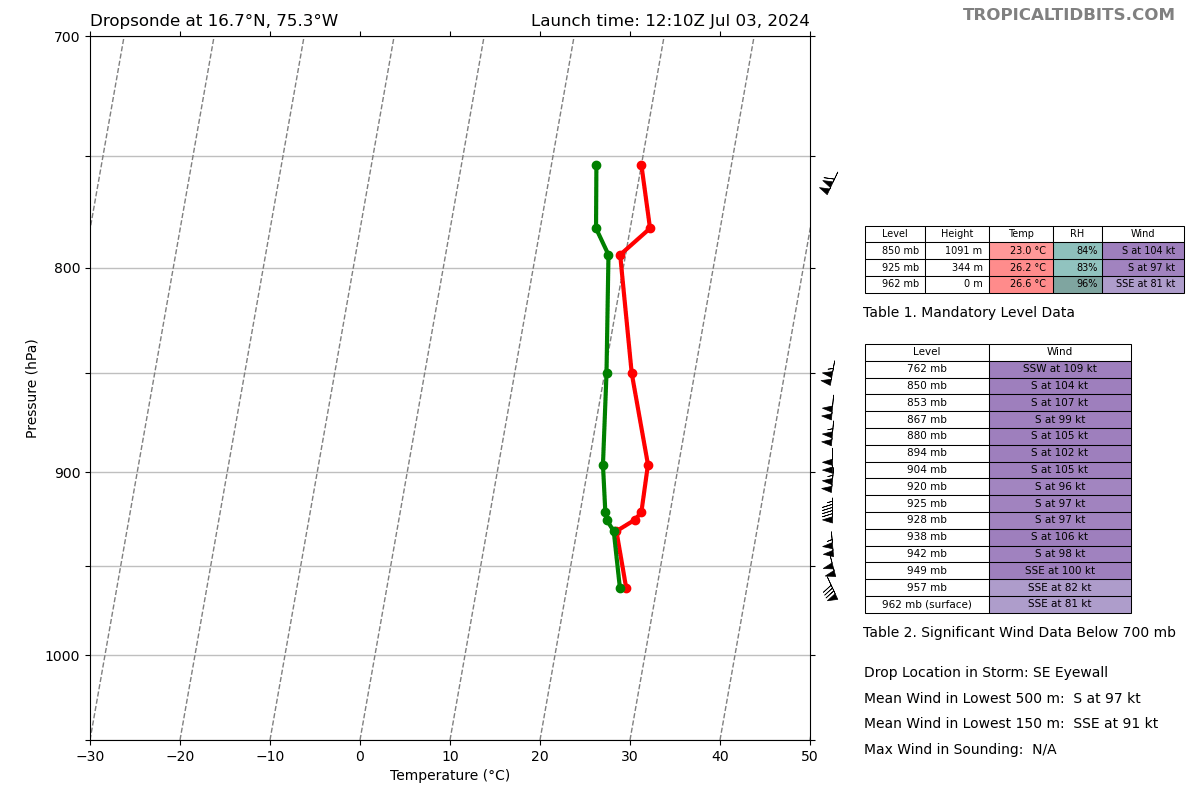 Dropsonde at 16.7°N, 75.3°W
Launch time: 12:10Z Jul 03, 2024
TROPICALTIDBITS.COM
700
800
900
1000
Pressure (hPa)
−30 −20 −10 0 10 20 30 40 50
Temperature (°C)
Level Height Temp RH Wind
850 mb 1091 m 23.0 °C 84% S at 104 kt
925 mb 344 m 26.2 °C 83% S at 97 kt
962 mb 0 m 26.6 °C 96% SSE at 81 kt
Table 1. Mandatory Level Data
Level Wind
762 mb SSW at 109 kt
850 mb S at 104 kt
853 mb S at 107 kt
867 mb S at 99 kt
880 mb S at 105 kt
894 mb S at 102 kt
904 mb S at 105 kt
920 mb S at 96 kt
925 mb S at 97 kt
928 mb S at 97 kt
938 mb S at 106 kt
942 mb S at 98 kt
949 mb SSE at 100 kt
957 mb SSE at 82 kt
962 mb (surface) SSE at 81 kt
Table 2. Significant Wind Data Below 700 mb
Drop Location in Storm: SE Eyewall
Mean Wind in Lowest 500 m:  S at 97 kt
Mean Wind in Lowest 150 m:  SSE at 91 kt
Max Wind in Sounding:  N/A